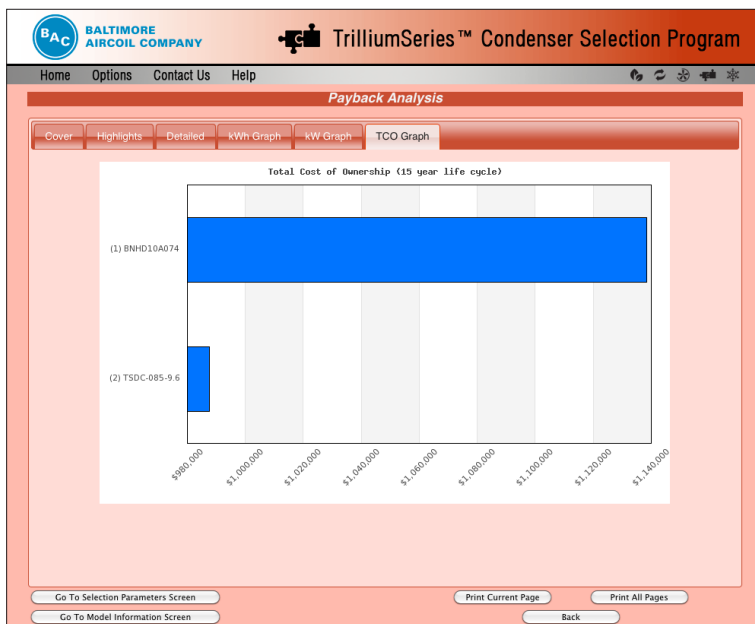 BAC BALTIMORE AIRCOIL COMPANY
TrilliumSeries™ Condenser Selection Program
Home Options Contact Us Help
Payback Analysis
Cover Highlights Detailed kWh Graph kW Graph TCO Graph
Total Cost of Ownership (15 year life cycle)
(1) BNHD10A074
(2) TSDC-085-9.6
$980,000 $1,000,000 $1,020,000 $1,040,000 $1,060,000 $1,080,000 $1,100,000 $1,120,000 $1,140,000
Go To Selection Parameters Screen Print Current Page Print All Pages
Go To Model Information Screen Back